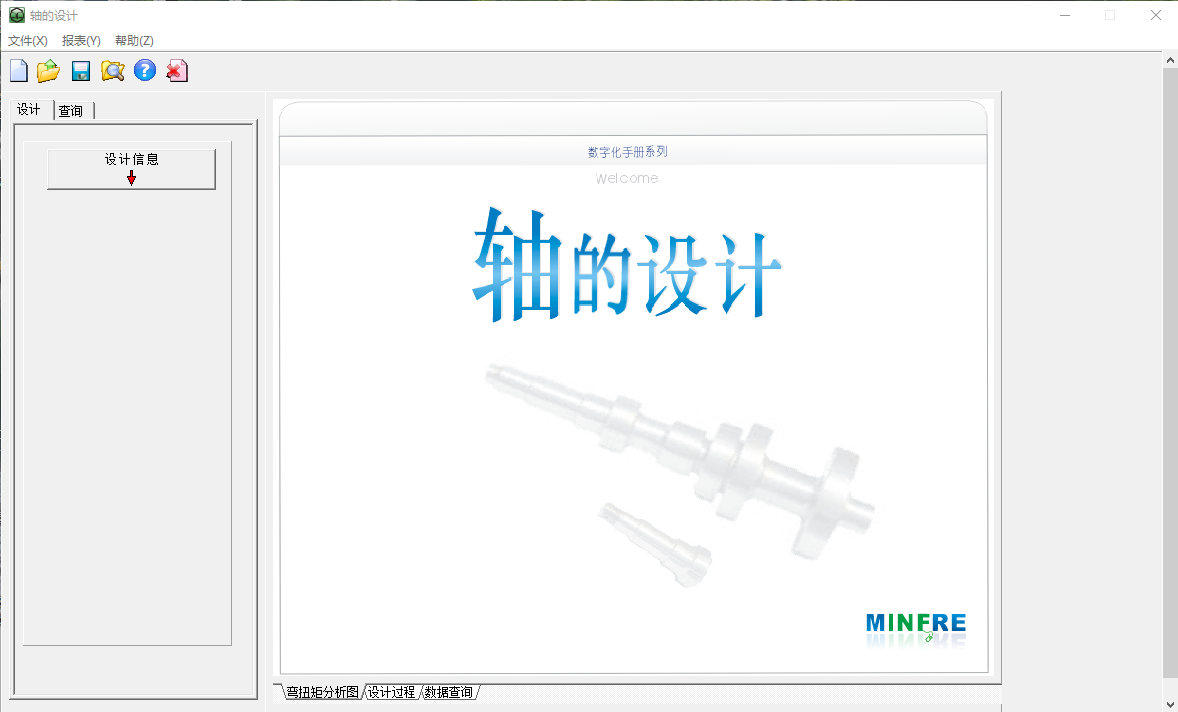 轴的设计
文件(X) 报表(Y) 帮助(Z)
设计 查询
设计信息
数字化手册系列
Welcome
轴的设计
MINFRE
弯扭矩分析图 设计过程 数据查询